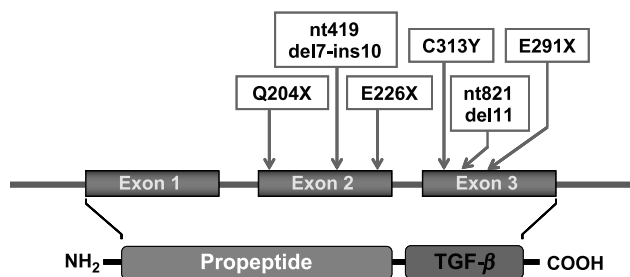 nt419
del7-ins10
C313Y
E291X
Q204X
E226X
nt821
del11
Exon 1
Exon 2
Exon 3
NH2
Propeptide
TGF-β
COOH